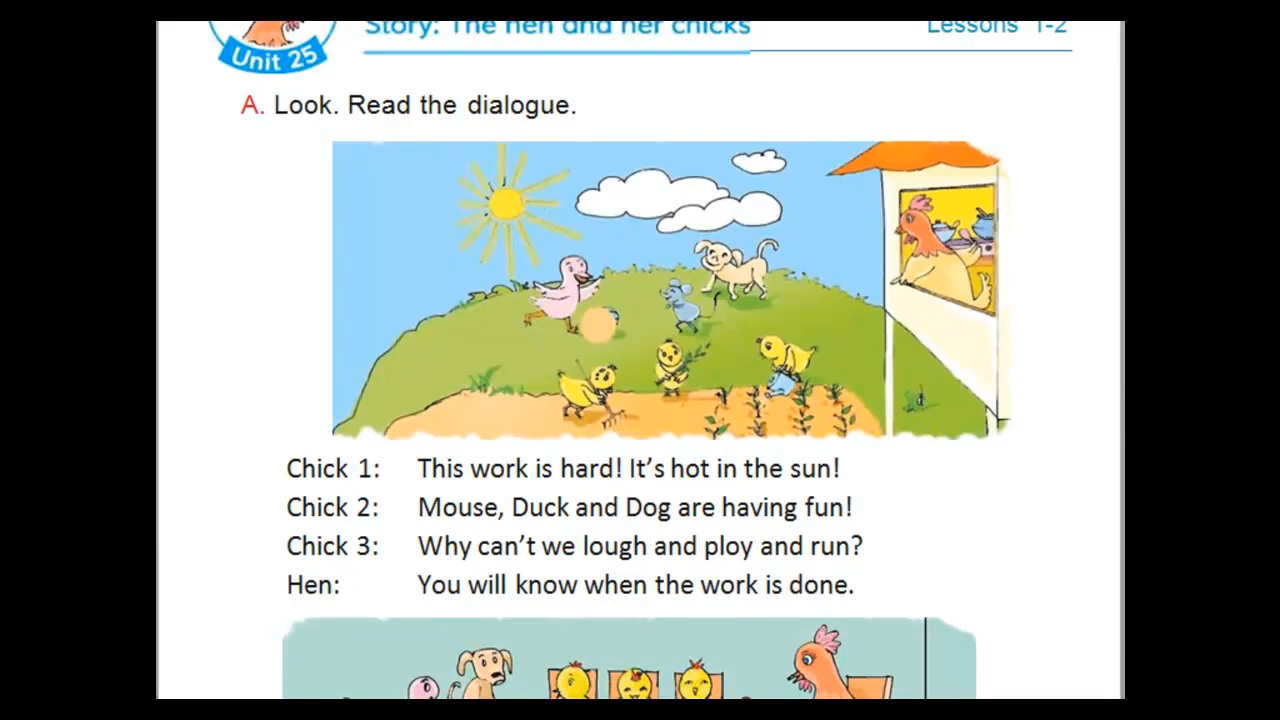 Story: The hen and her chicks
Lessons 1-2
Unit 25
A. Look. Read the dialogue.
Chick 1: This work is hard! It’s hot in the sun!
Chick 2: Mouse, Duck and Dog are having fun!
Chick 3: Why can’t we lough and ploy and run?
Hen: You will know when the work is done.